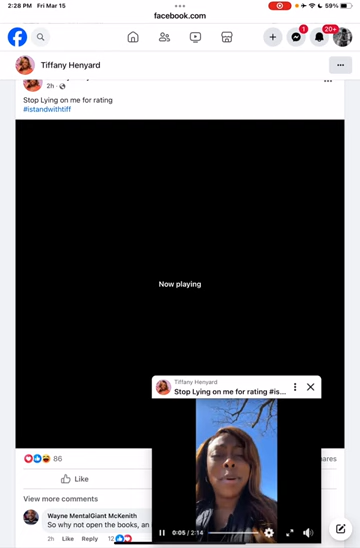 2:28 PM Fri Mar 15
59%
facebook.com
1
20+
Tiffany Henyard
2h
Stop Lying on me for rating
#istandwithtiff
Now playing
Tiffany Henyard
Stop Lying on me for rating #is...
86
Like
View more comments
Wayne MentalGiant McKenith
So why not open the books, an
2h Like Reply 12
0:05 / 2:14